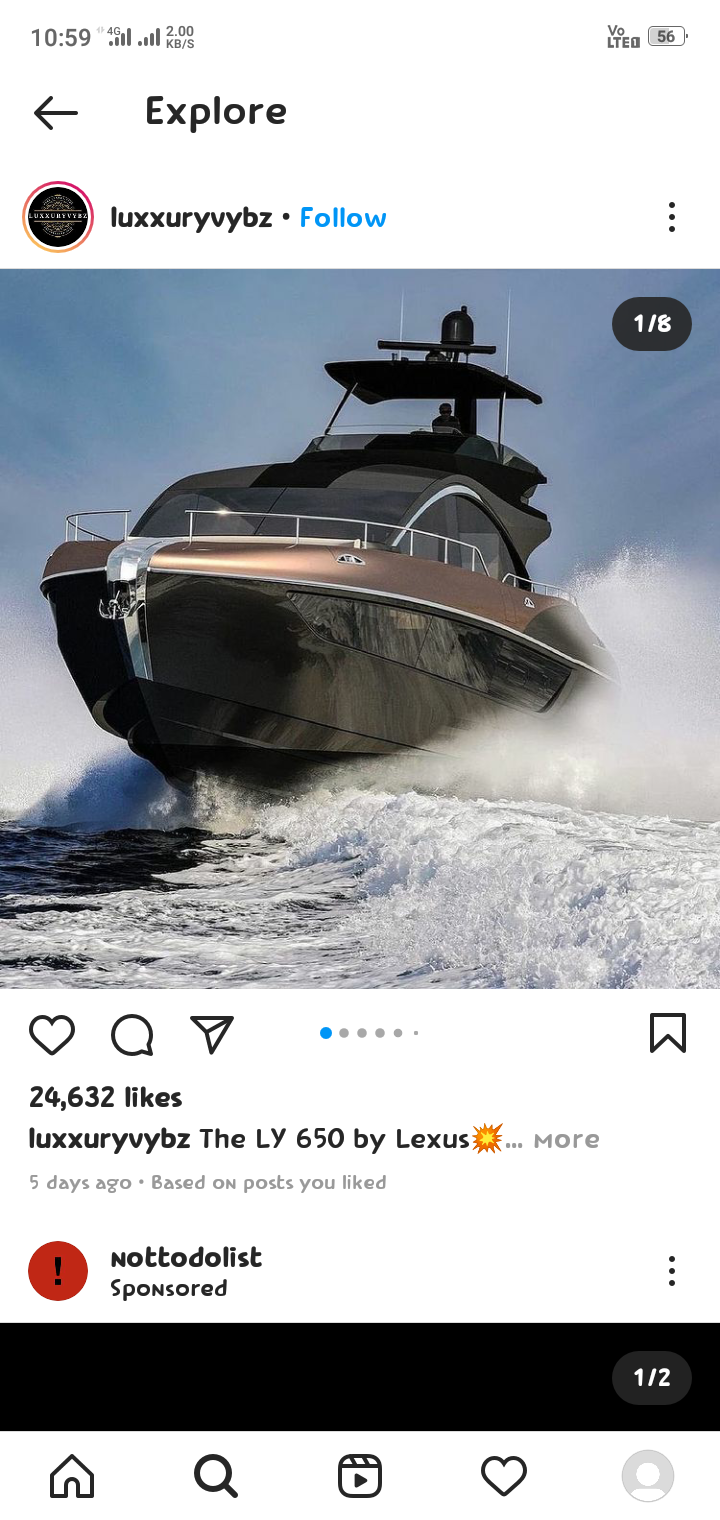 10:59 4G 2.00 KB/S Vo LTE1 56
Explore
LUXXURYVYBZ
luxxuryvybz • Follow
1/8
24,632 likes
luxxuryvybz The LY 650 by Lexus💥... more
5 days ago • Based on posts you liked
!
nottodolist
Sponsored
1/2